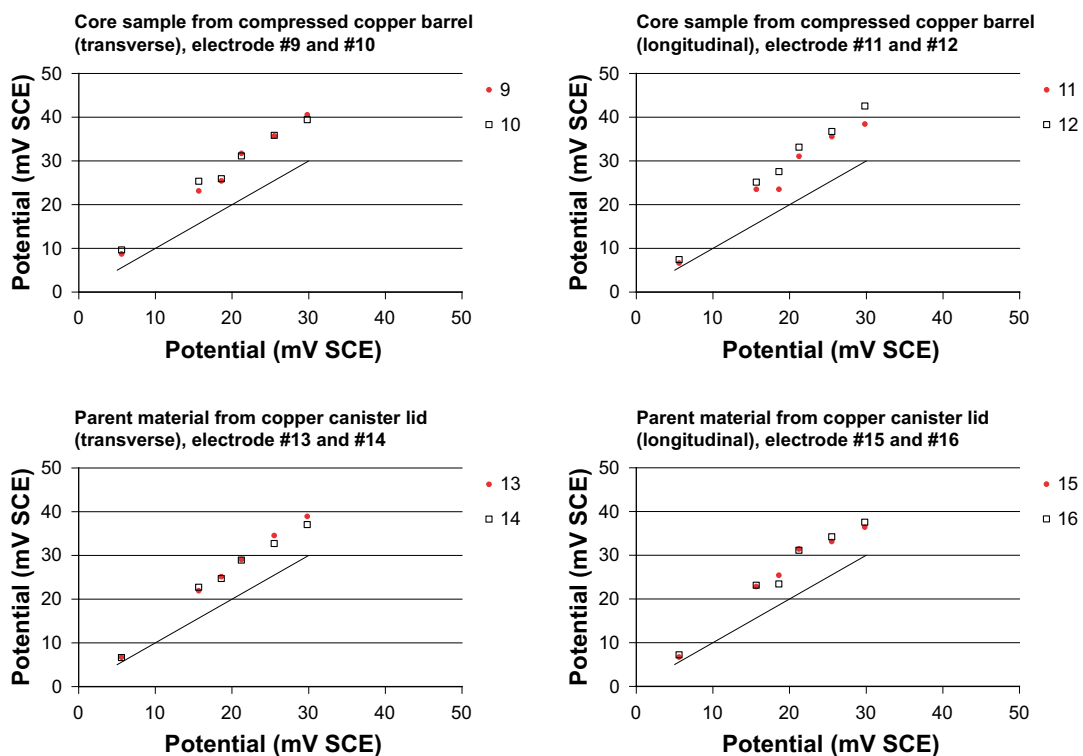 Core sample from compressed copper barrel
(transverse), electrode #9 and #10
50
40
30
20
10
0
0 10 20 30 40 50
Potential (mV SCE)
Potential (mV SCE)
9
10
Core sample from compressed copper barrel
(longitudinal), electrode #11 and #12
50
40
30
20
10
0
0 10 20 30 40 50
Potential (mV SCE)
Potential (mV SCE)
11
12
Parent material from copper canister lid
(transverse), electrode #13 and #14
50
40
30
20
10
0
0 10 20 30 40 50
Potential (mV SCE)
Potential (mV SCE)
13
14
Parent material from copper canister lid
(longitudinal), electrode #15 and #16
50
40
30
20
10
0
0 10 20 30 40 50
Potential (mV SCE)
Potential (mV SCE)
15
16